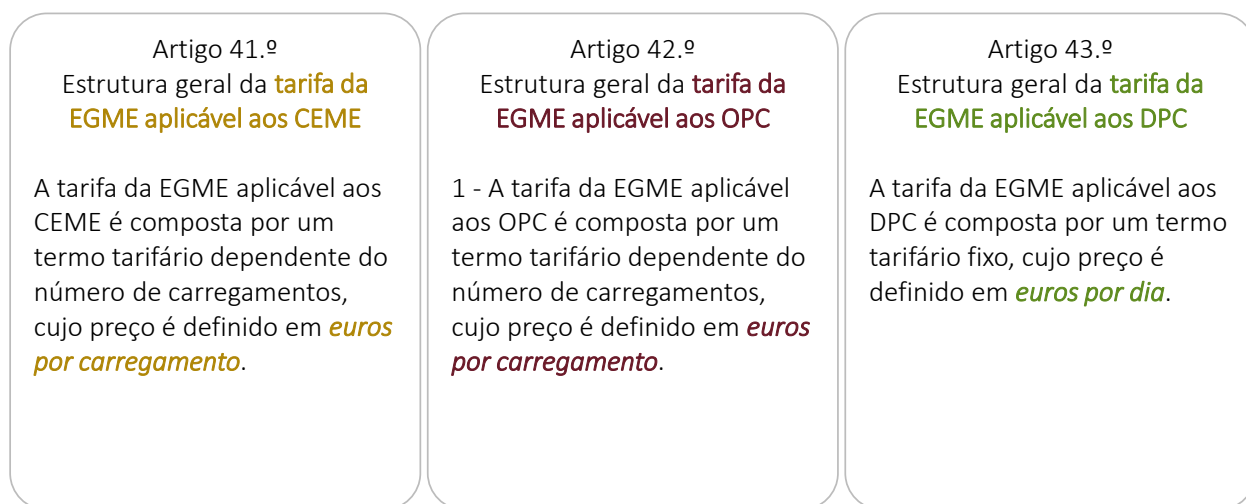 Artigo 41.º
Estrutura geral da tarifa da
EGME aplicável aos CEME
A tarifa da EGME aplicável aos
CEME é composta por um
termo tarifário dependente do
número de carregamentos,
cujo preço é definido em euros
por carregamento.
Artigo 42.º
Estrutura geral da tarifa da
EGME aplicável aos OPC
1 - A tarifa da EGME aplicável
aos OPC é composta por um
termo tarifário dependente do
número de carregamentos,
cujo preço é definido em euros
por carregamento.
Artigo 43.º
Estrutura geral da tarifa da
EGME aplicável aos DPC
A tarifa da EGME aplicável aos
DPC é composta por um termo
tarifário fixo, cujo preço é
definido em euros por dia.